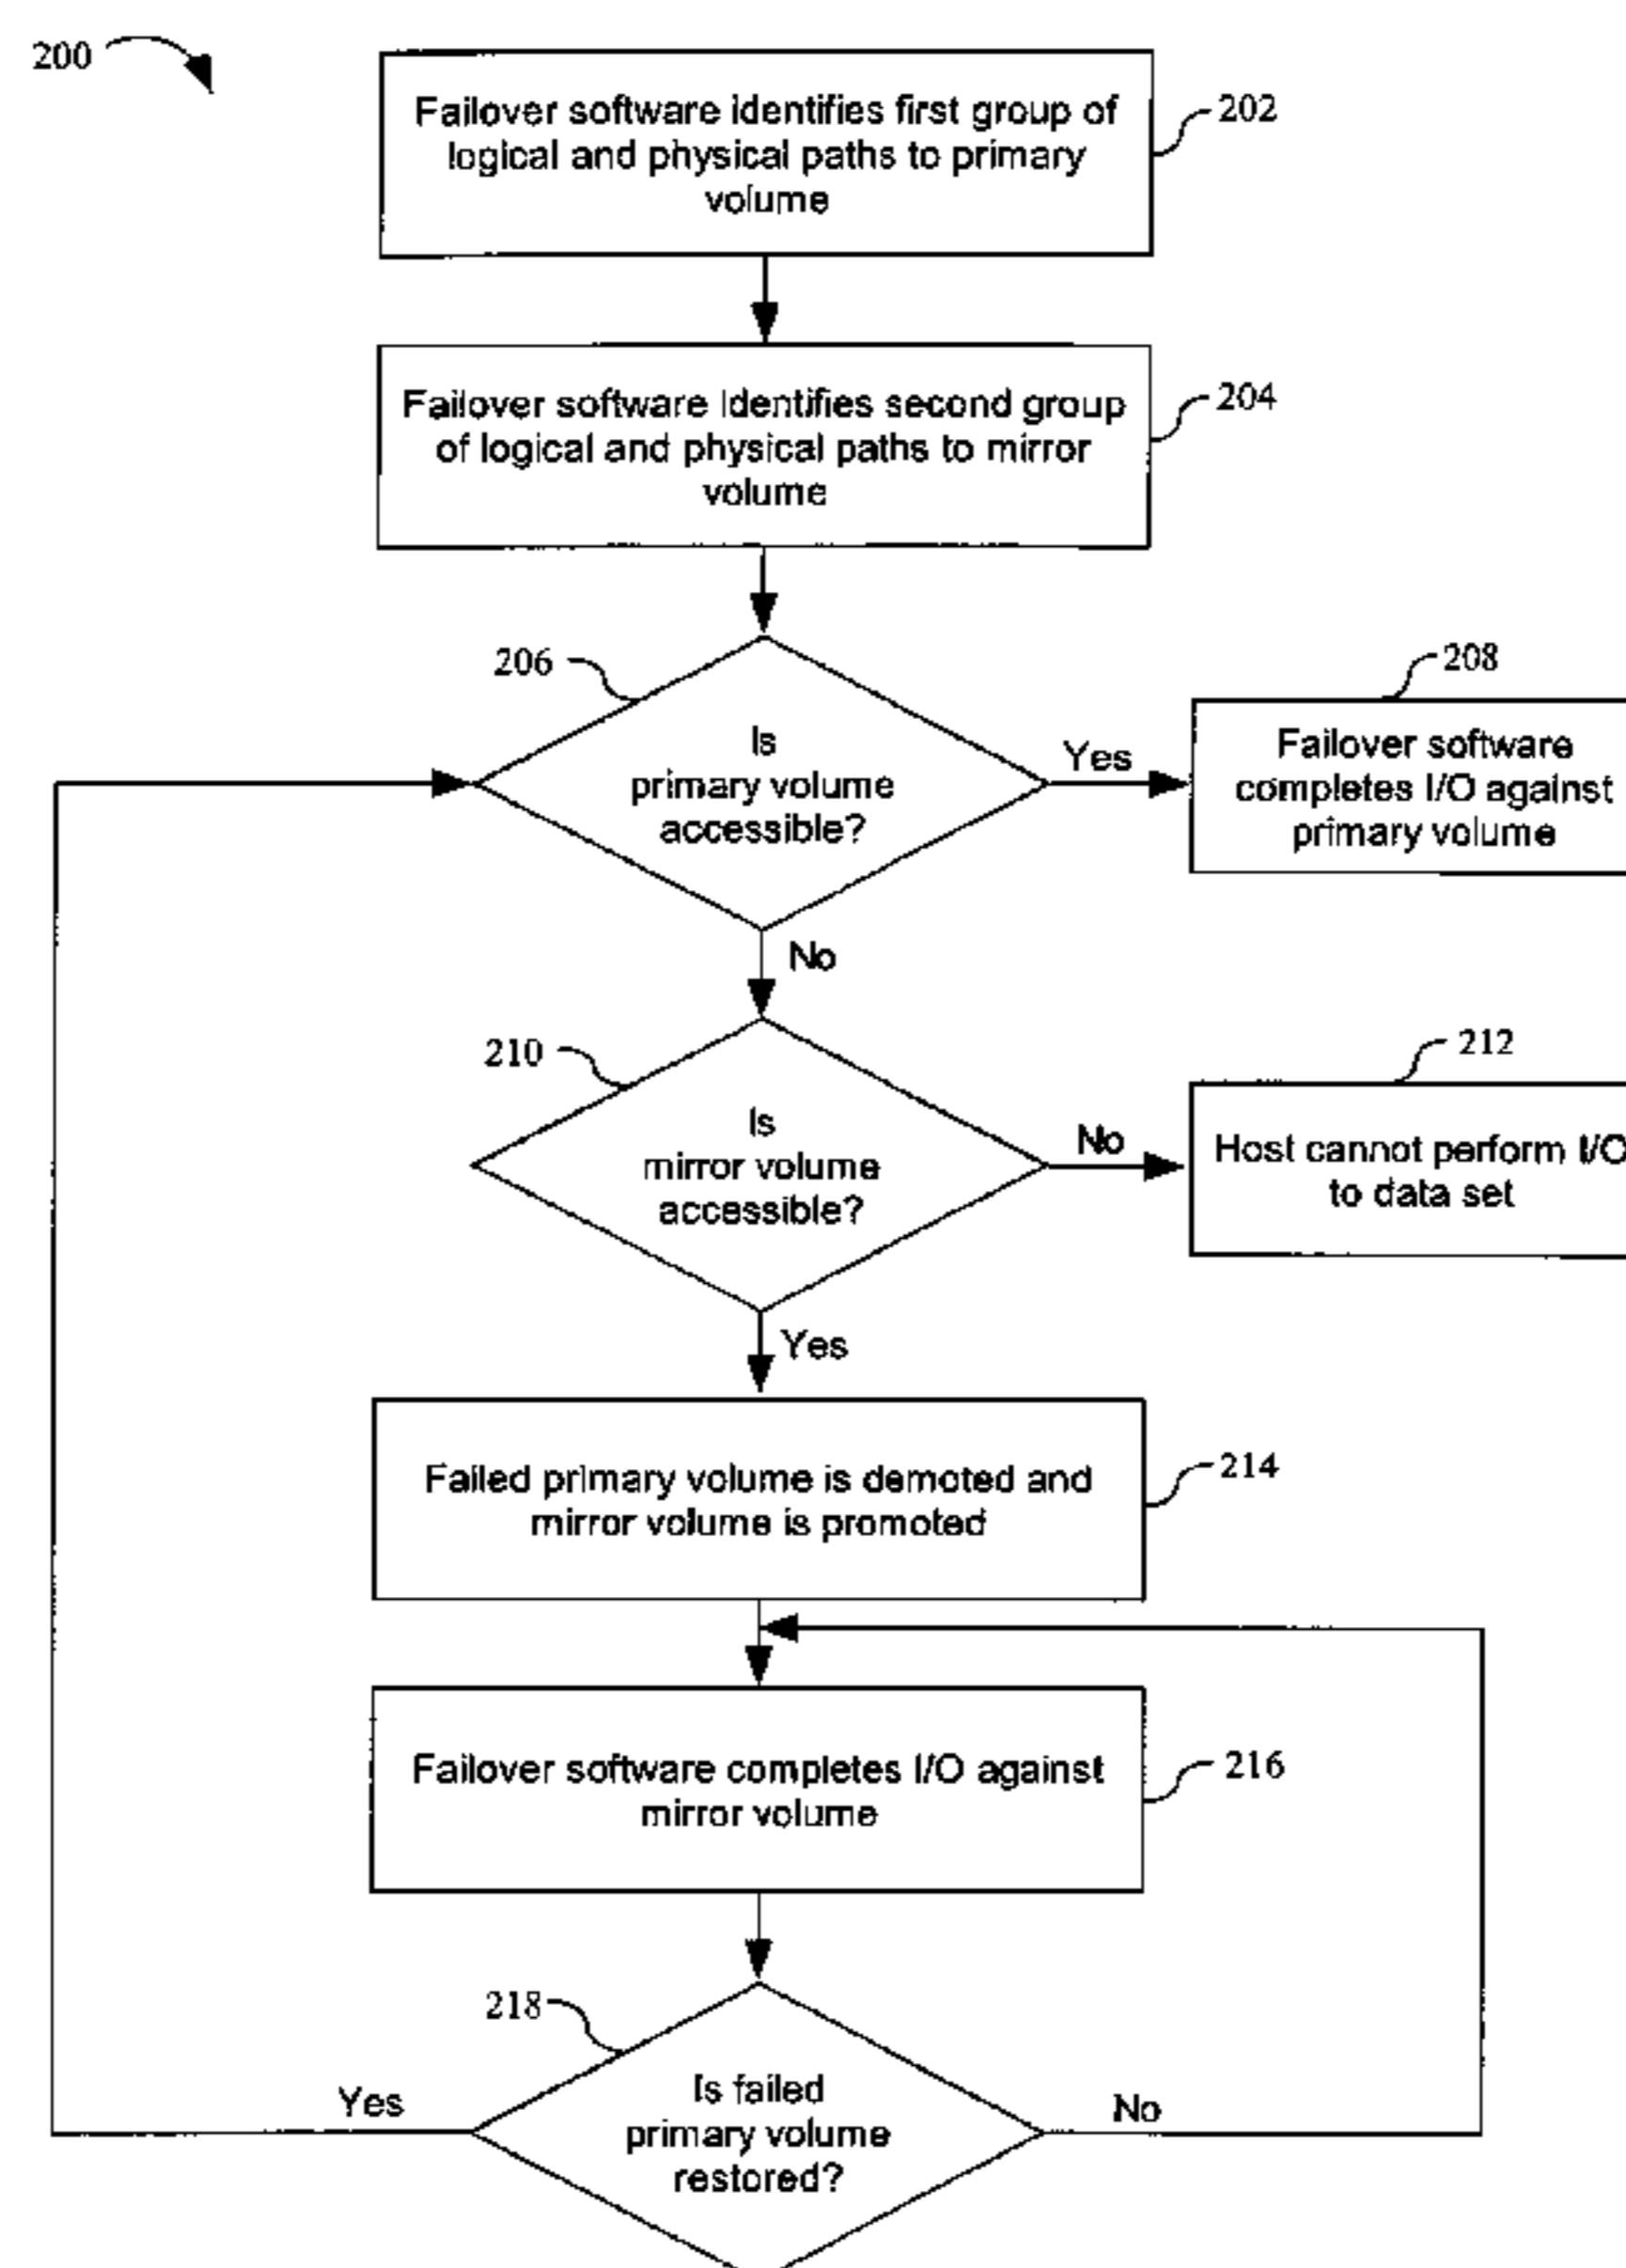 200
Failover software identifies first group of
logical and physical paths to primary
volume
202
Failover software identifies second group
of logical and physical paths to mirror
volume
204
206
Is
primary volume
accessible?
Yes
208
Failover software
completes I/O against
primary volume
No
210
Is
mirror volume
accessible?
No
212
Host cannot perform I/O
to data set
Yes
Failed primary volume is demoted and
mirror volume is promoted
214
Failover software completes I/O against
mirror volume
216
218
Is failed
primary volume
restored?
Yes
No